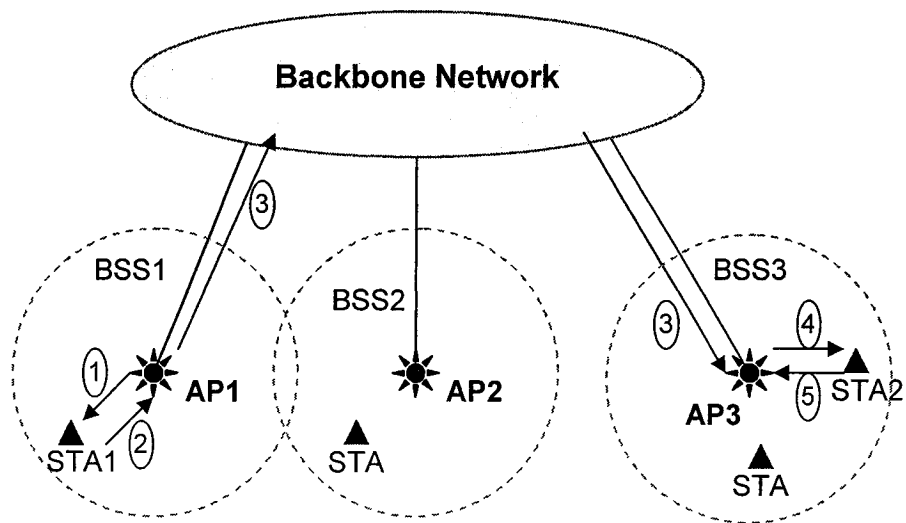 Backbone Network
3
BSS1
BSS2
BSS3
3
4
1
AP1
AP2
AP3
5
STA2
2
STA1
STA
STA